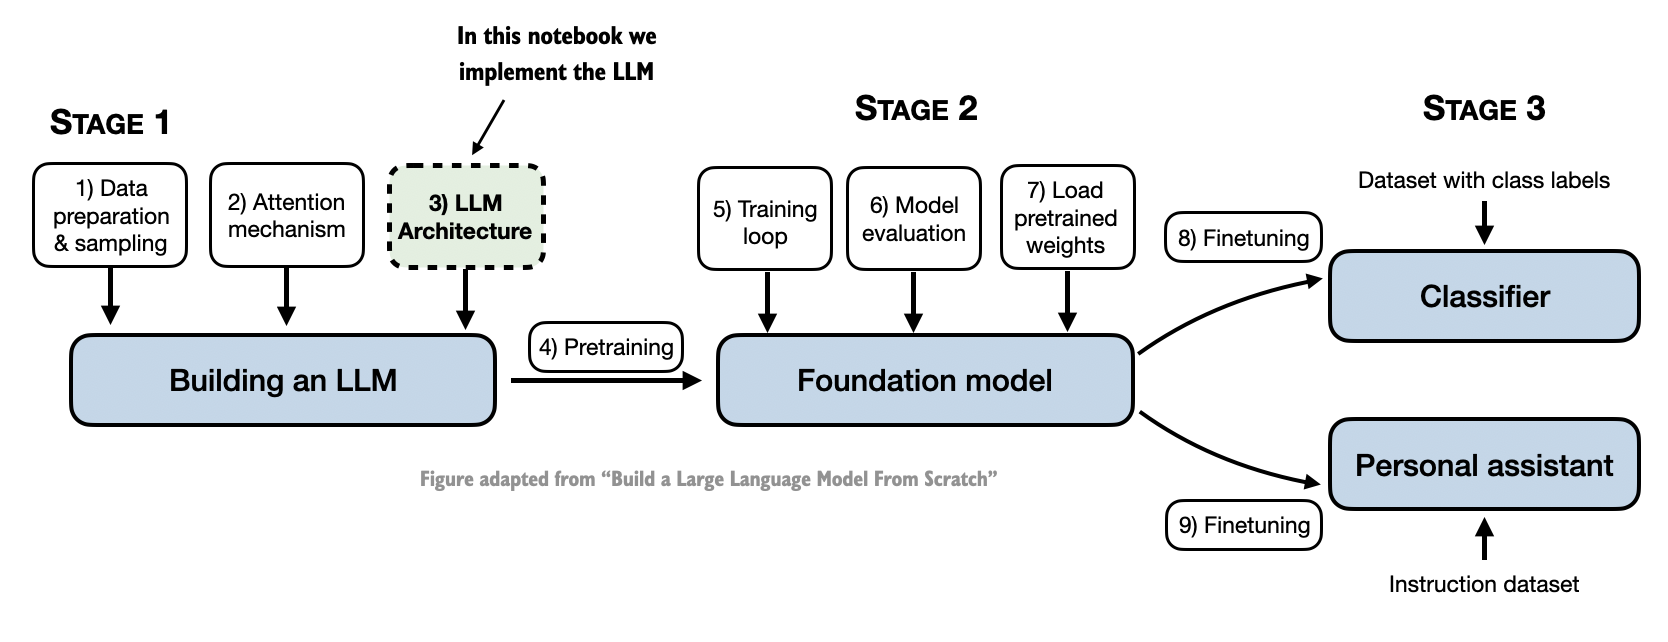 In this notebook we
implement the LLM
STAGE 1
STAGE 2
STAGE 3
1) Data
preparation
& sampling
2) Attention
mechanism
3) LLM
Architecture
5) Training
loop
6) Model
evaluation
7) Load
pretrained
weights
Dataset with class labels
8) Finetuning
Classifier
4) Pretraining
Building an LLM
Foundation model
Personal assistant
9) Finetuning
Instruction dataset
Figure adapted from “Build a Large Language Model From Scratch”